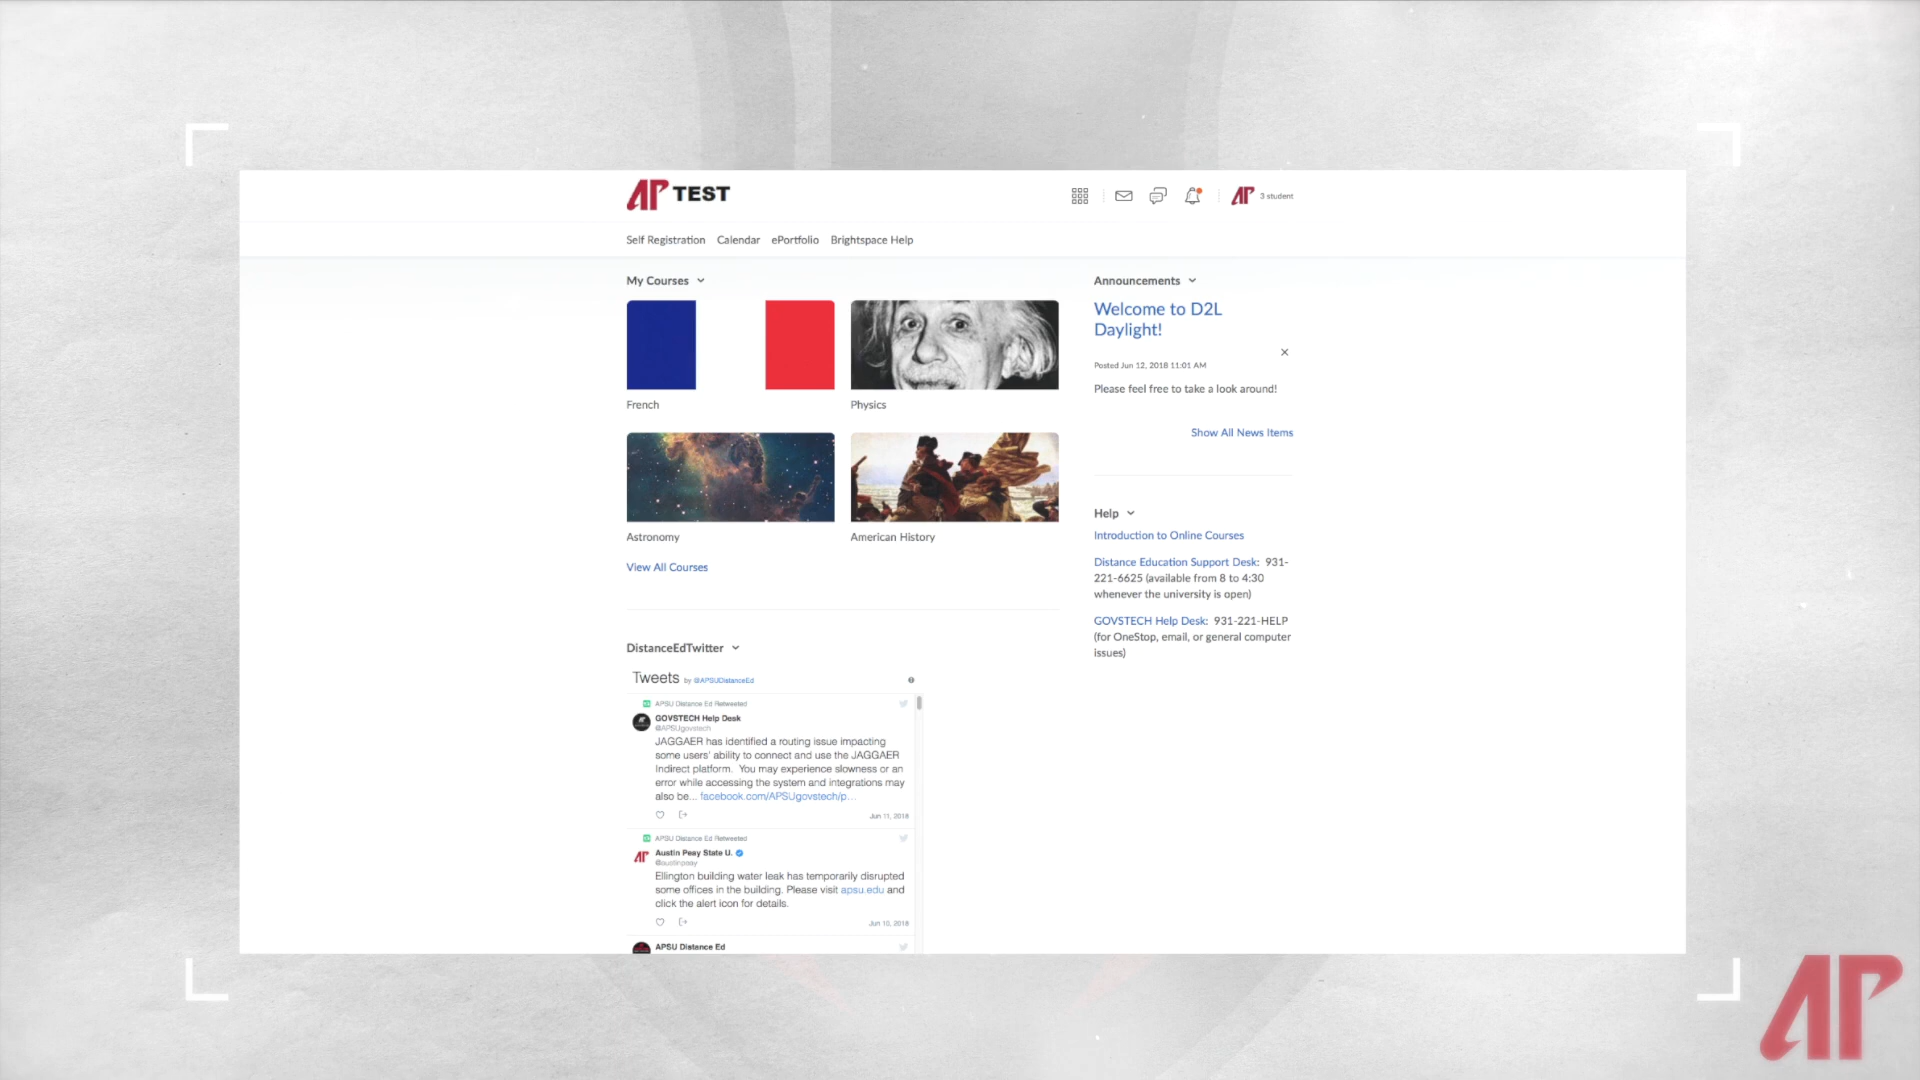 AP TEST
3 student
Self Registration Calendar ePortfolio Brightspace Help
My Courses
French
Physics
Astronomy
American History
View All Courses
DistanceEdTwitter
Tweets by @APSUDistanceEd
APSU Distance Ed Retweeted
GOVSTECH Help Desk
@APSUgovstech
JAGGAER has identified a routing issue impacting
some users' ability to connect and use the JAGGAER
Indirect platform. You may experience slowness or an
error while accessing the system and integrations may
also be... facebook.com/APSUgovstech/p...
Jun 11, 2018
APSU Distance Ed Retweeted
Austin Peay State U.
@austinpeay
Ellington building water leak has temporarily disrupted
some offices in the building. Please visit apsu.edu and
click the alert icon for details.
Jun 10, 2018
APSU Distance Ed
Announcements
Welcome to D2L
Daylight!
Posted Jun 12, 2018 11:01 AM
Please feel free to take a look around!
Show All News Items
Help
Introduction to Online Courses
Distance Education Support Desk: 931-
221-6625 (available from 8 to 4:30
whenever the university is open)
GOVSTECH Help Desk: 931-221-HELP
(for OneStop, email, or general computer
issues)
AP